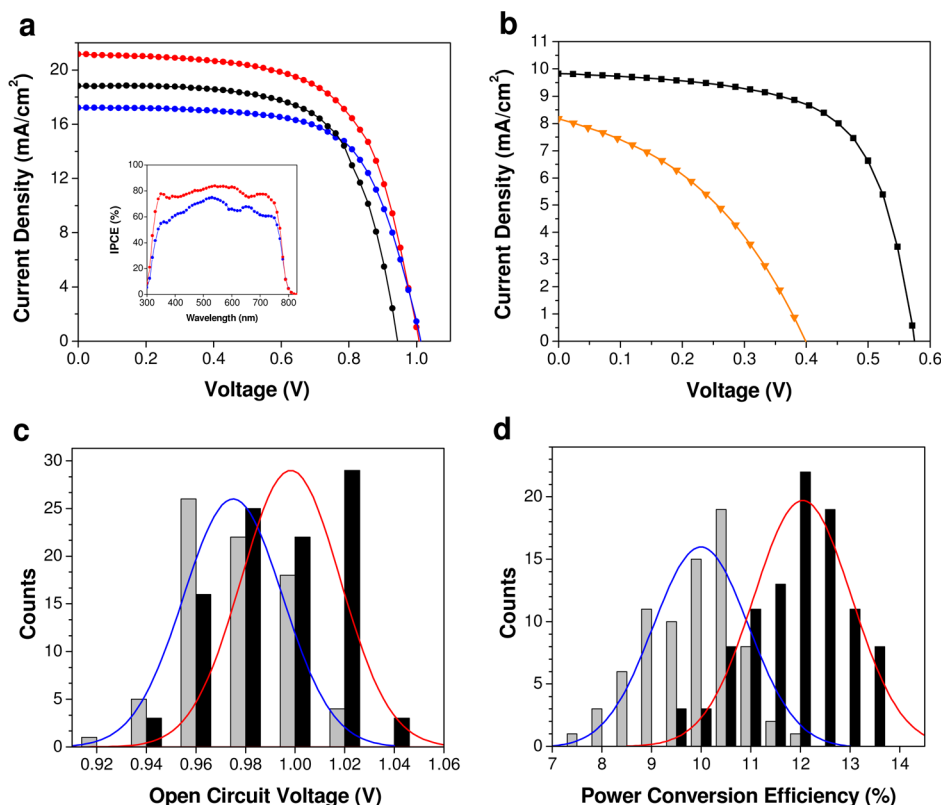 a
Current Density (mA/cm²)
20
16
12
8
4
0
0.0 0.2 0.4 0.6 0.8 1.0
Voltage (V)
IPCE (%)
100
80
60
40
20
0
300 400 500 600 700 800
Wavelength (nm)
b
Current Density (mA/cm²)
11
10
9
8
7
6
5
4
3
2
1
0
0.0 0.1 0.2 0.3 0.4 0.5 0.6
Voltage (V)
c
Counts
30
25
20
15
10
5
0
0.92 0.94 0.96 0.98 1.00 1.02 1.04 1.06
Open Circuit Voltage (V)
d
Counts
20
15
10
5
0
7 8 9 10 11 12 13 14
Power Conversion Efficiency (%)